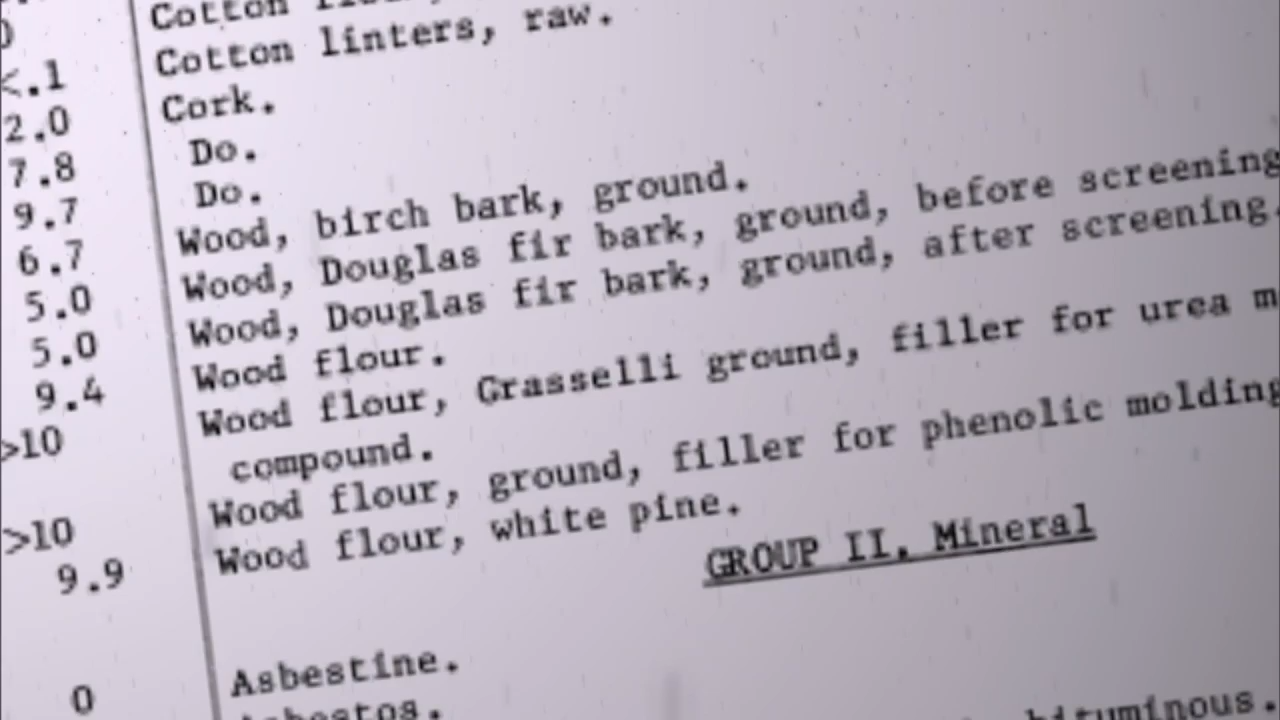 Cotton
<.1 Cotton linters, raw.
2.0 Cork.
7.8 Do.
9.7 Do.
6.7 Wood, birch bark, ground.
5.0 Wood, Douglas fir bark, ground, before screening
5.0 Wood, Douglas fir bark, ground, after screening.
9.4 Wood flour.
>10 Wood flour, Grasselli ground, filler for urea m
compound.
>10 Wood flour, ground, filler for phenolic molding
9.9 Wood flour, white pine.
GROUP II. Mineral
0 Asbestine.
bituminous.